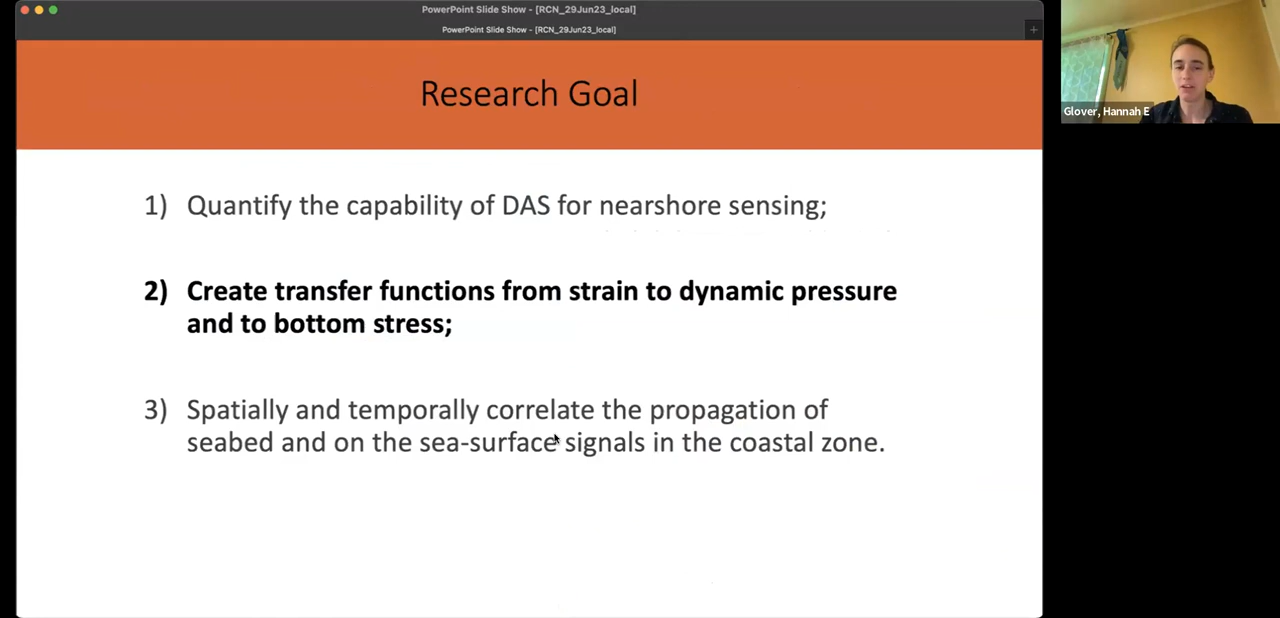 PowerPoint Slide Show - [RCN_29Jun23_local]
PowerPoint Slide Show - [RCN_29Jun23_local]
Research Goal
1) Quantify the capability of DAS for nearshore sensing;
2) Create transfer functions from strain to dynamic pressure
and to bottom stress;
3) Spatially and temporally correlate the propagation of
seabed and on the sea-surface signals in the coastal zone.
Glover, Hannah E